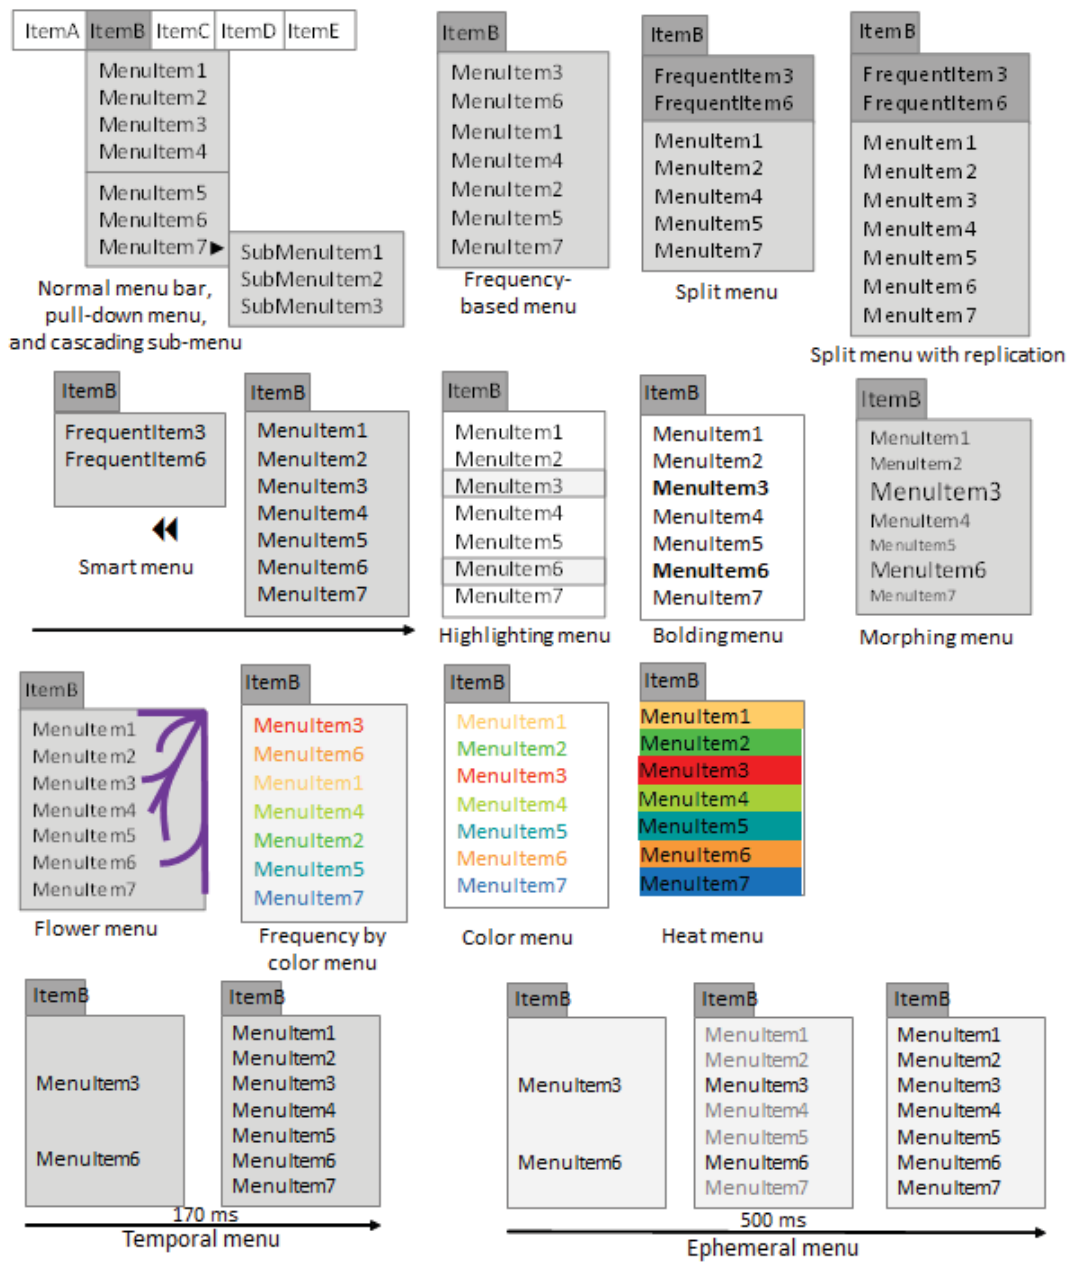 ItemA ItemB ItemC ItemD ItemE
MenuItem1
MenuItem2
MenuItem3
MenuItem4
MenuItem5
MenuItem6
MenuItem7
SubMenuItem1
SubMenuItem2
SubMenuItem3
Normal menu bar,
pull-down menu,
and cascading sub-menu
ItemB
MenuItem3
MenuItem6
MenuItem1
MenuItem4
MenuItem2
MenuItem5
MenuItem7
Frequency-
based menu
ItemB
FrequentItem3
FrequentItem6
MenuItem1
MenuItem2
MenuItem4
MenuItem5
MenuItem7
Split menu
ItemB
FrequentItem3
FrequentItem6
MenuItem1
MenuItem2
MenuItem3
MenuItem4
MenuItem5
MenuItem6
MenuItem7
Split menu with replication
ItemB
FrequentItem3
FrequentItem6
Smart menu
ItemB
MenuItem1
MenuItem2
MenuItem3
MenuItem4
MenuItem5
MenuItem6
MenuItem7
ItemB
MenuItem1
MenuItem2
MenuItem3
MenuItem4
MenuItem5
MenuItem6
MenuItem7
Highlighting menu
ItemB
MenuItem1
MenuItem2
MenuItem3
MenuItem4
MenuItem5
MenuItem6
MenuItem7
Bolding menu
ItemB
MenuItem1
MenuItem2
MenuItem3
MenuItem4
MenuItem5
MenuItem6
MenuItem7
Morphing menu
ItemB
MenuItem1
MenuItem2
MenuItem3
MenuItem4
MenuItem5
MenuItem6
MenuItem7
Flower menu
ItemB
MenuItem3
MenuItem6
MenuItem1
MenuItem4
MenuItem2
MenuItem5
MenuItem7
Frequency by
color menu
ItemB
MenuItem1
MenuItem2
MenuItem3
MenuItem4
MenuItem5
MenuItem6
MenuItem7
Color menu
ItemB
MenuItem1
MenuItem2
MenuItem3
MenuItem4
MenuItem5
MenuItem6
MenuItem7
Heat menu
ItemB
MenuItem3
MenuItem6
ItemB
MenuItem1
MenuItem2
MenuItem3
MenuItem4
MenuItem5
MenuItem6
MenuItem7
170 ms
Temporal menu
ItemB
MenuItem3
MenuItem6
ItemB
MenuItem1
MenuItem2
MenuItem3
MenuItem4
MenuItem5
MenuItem6
MenuItem7
ItemB
MenuItem1
MenuItem2
MenuItem3
MenuItem4
MenuItem5
MenuItem6
MenuItem7
500 ms
Ephemeral menu